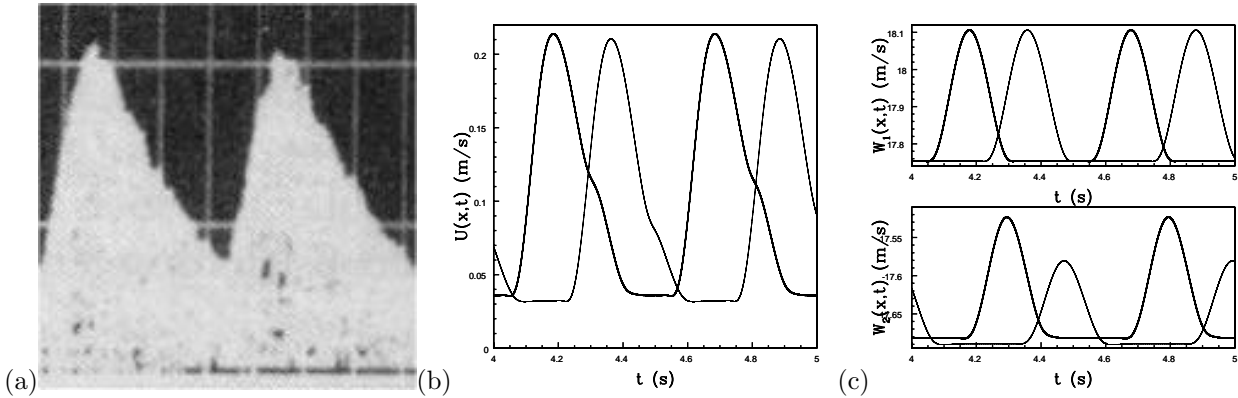 (a)
(b)
U(x,t) (m/s)
0.2
0.15
0.1
0.05
0
4 4.2 4.4 4.6 4.8 5
t (s)
(c)
W₁(x,t) (m/s)
18.1
18
17.9
17.8
4 4.2 4.4 4.6 4.8 5
t (s)
W₂(x,t) (m/s)
-17.55
-17.6
4 4.2 4.4 4.6 4.8 5
t (s)